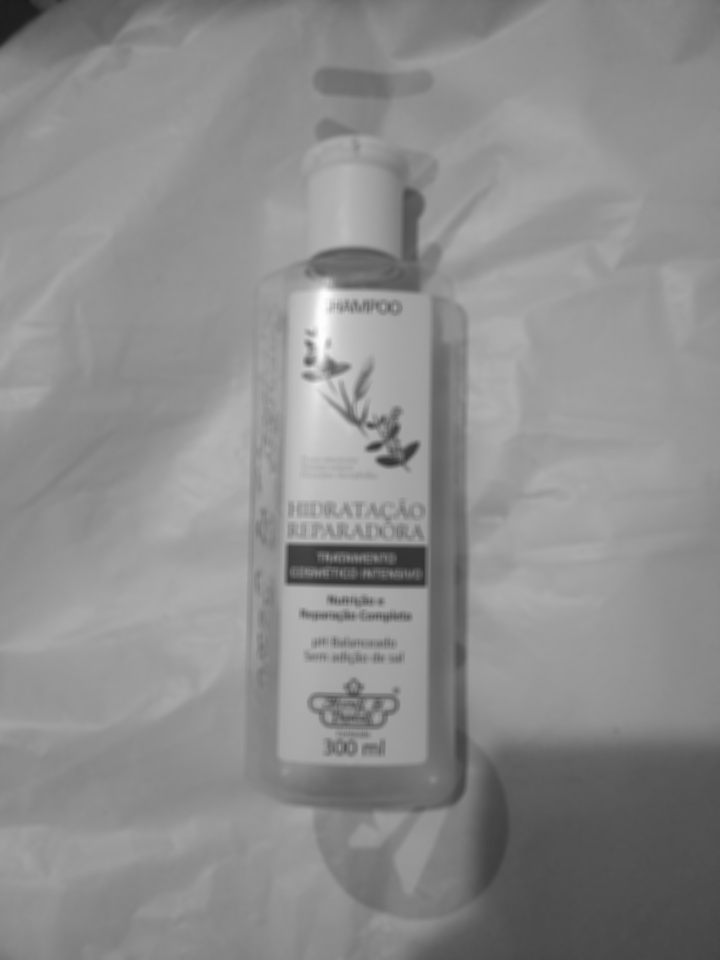 SHAMPOO
HIDRATAÇÃO
REPARADORA
TRATAMENTO
COSMÉTICO INTENSIVO
Nutrição e
Reparação Completa
pH Balanceado
Sem adição de sal
300 ml